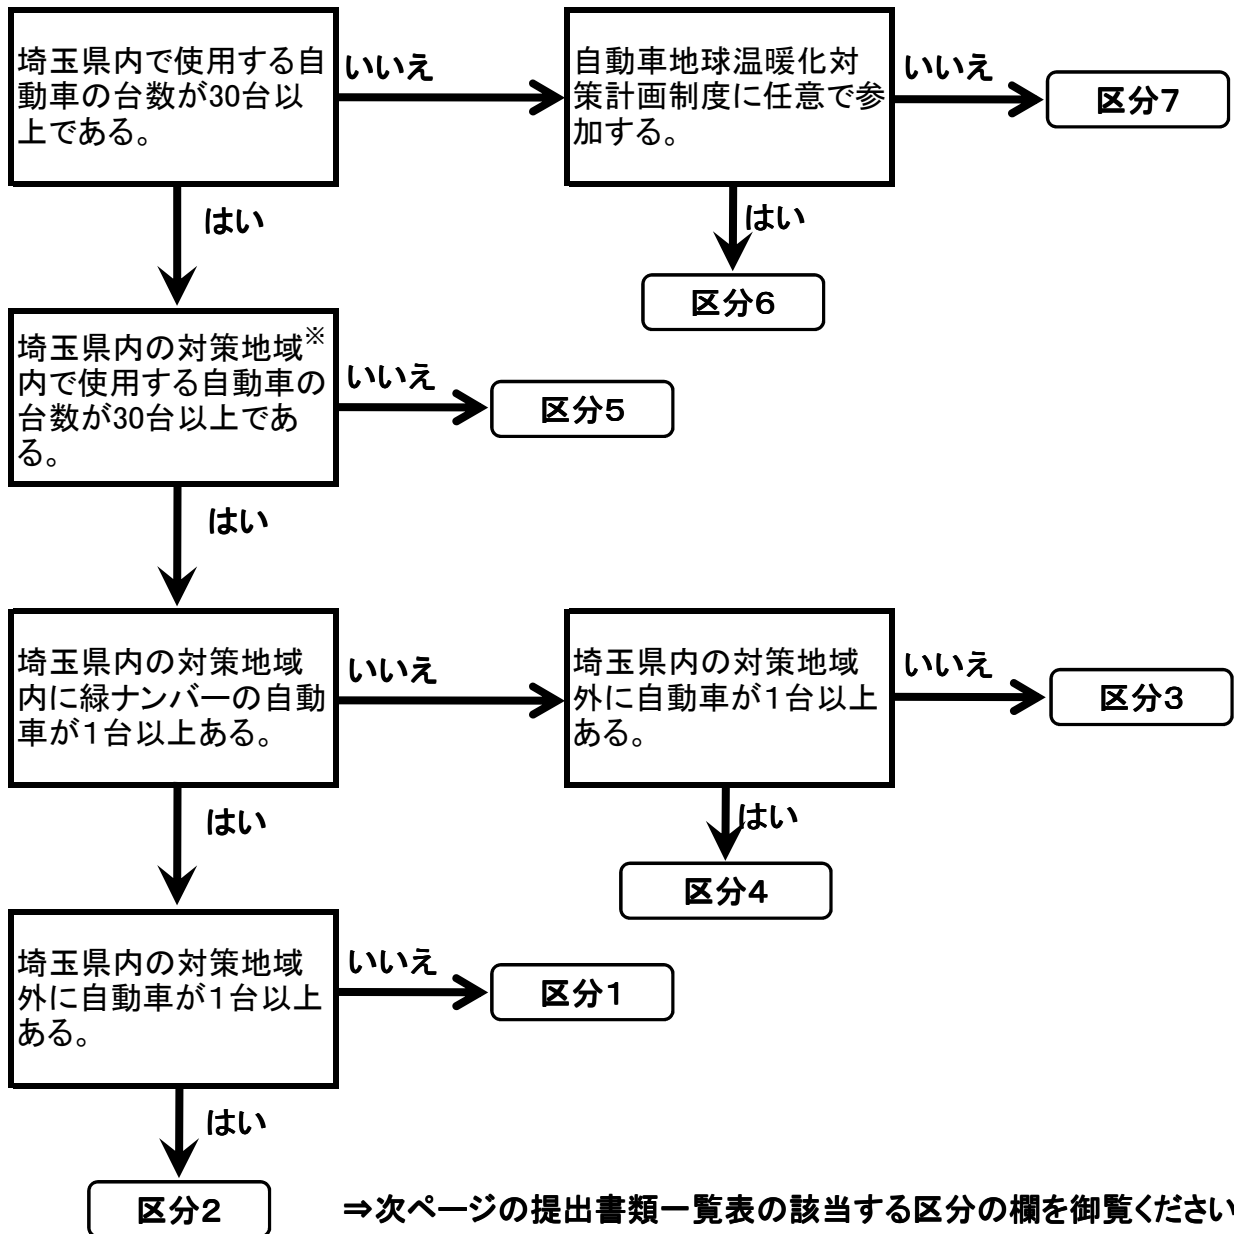 埼玉県内で使用する自
動車の台数が30台以
上である。
いいえ
自動車地球温暖化対
策計画制度に任意で参
加する。
いいえ
区分7
はい
はい
区分6
埼玉県内の対策地域※
内で使用する自動車の
台数が30台以上であ
る。
いいえ
区分5
はい
埼玉県内の対策地域
内に緑ナンバーの自動
車が１台以上ある。
いいえ
埼玉県内の対策地域
外に自動車が１台以上
ある。
いいえ
区分3
はい
はい
区分4
埼玉県内の対策地域
外に自動車が１台以上
ある。
いいえ
区分1
はい
区分2
⇒次ページの提出書類一覧表の該当する区分の欄を御覧ください